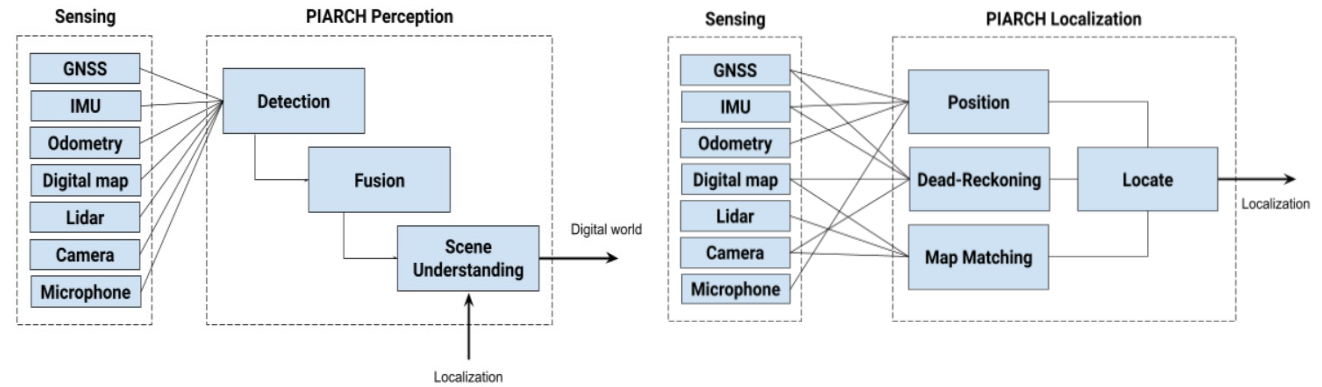 Sensing
PIARCH Perception
GNSS
IMU
Odometry
Digital map
Lidar
Camera
Microphone
Detection
Fusion
Scene
Understanding
Digital world
Localization
Sensing
PIARCH Localization
GNSS
IMU
Odometry
Digital map
Lidar
Camera
Microphone
Position
Dead-Reckoning
Map Matching
Locate
Localization